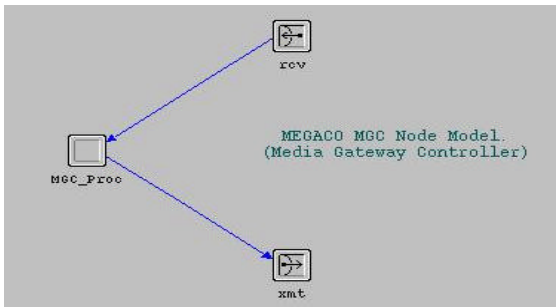 rcv
MEGACO MGC Node Model.
(Media Gateway Controller)
MGC_Proc
xmt